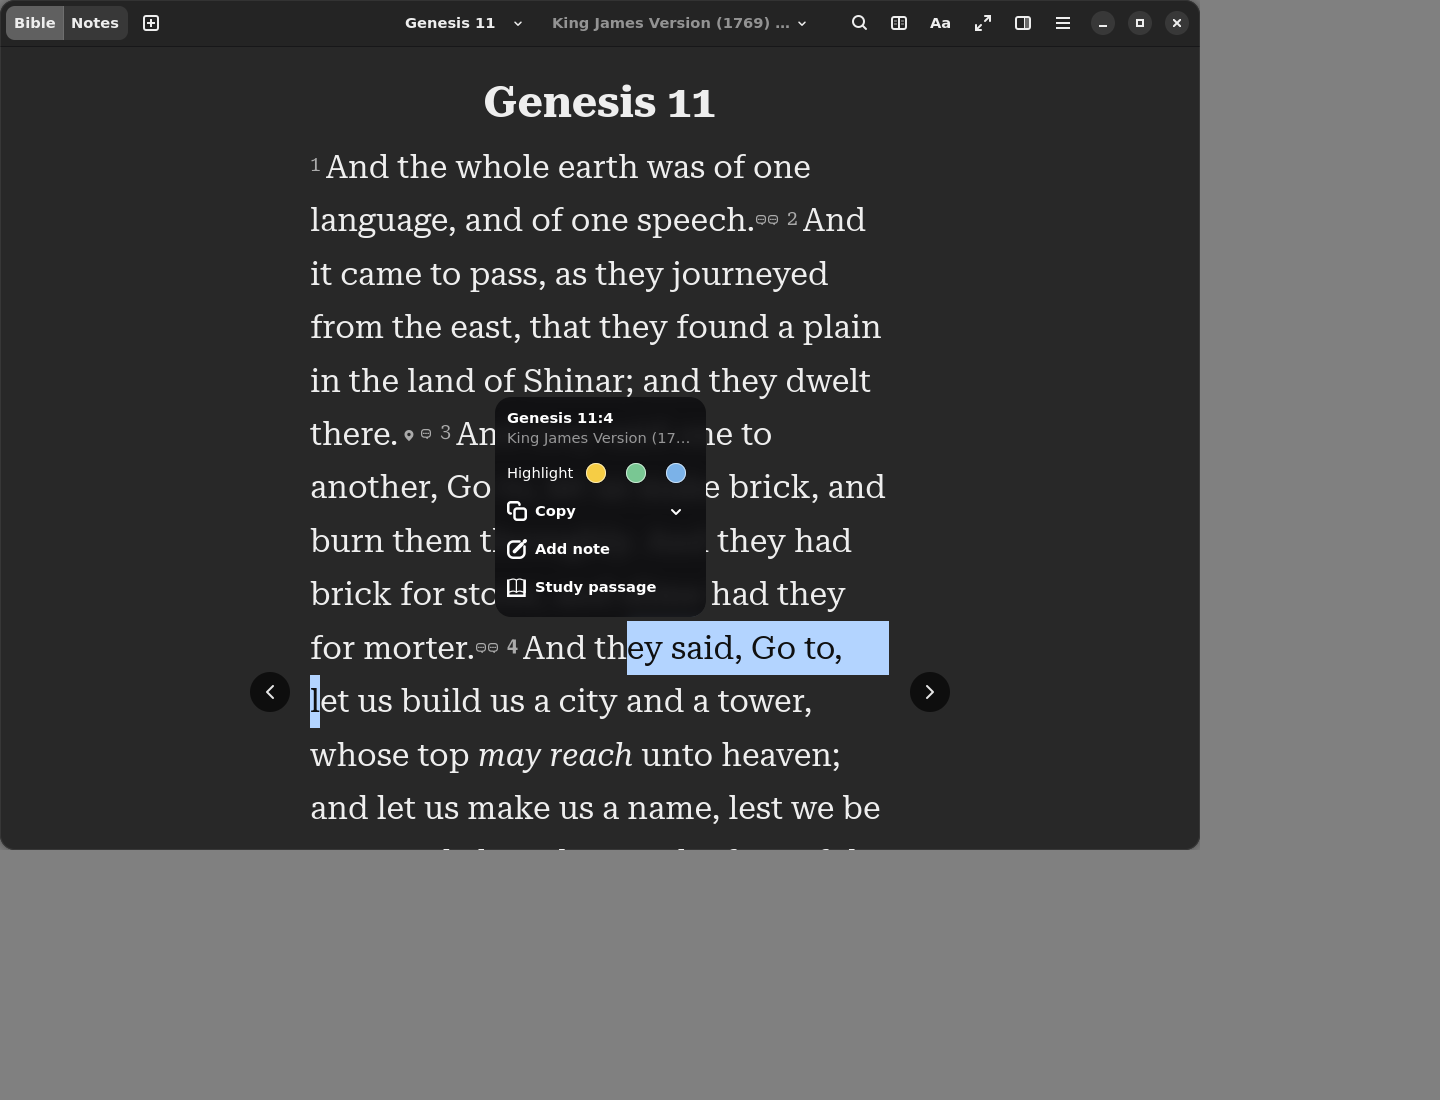 Bible Notes Genesis 11 King James Version (1769) ... Aa
Genesis 11
1 And the whole earth was of one
language, and of one speech. 2 And
it came to pass, as they journeyed
from the east, that they found a plain
in the land of Shinar; and they dwelt
there. 3 to
another, Go brick, and
burn them they had
brick for had they
for morter. 4 And they said, Go to,
let us build us a city and a tower,
whose top may reach unto heaven;
and let us make us a name, lest we be
Genesis 11:4
King James Version (17...
Highlight
Copy
Add note
Study passage